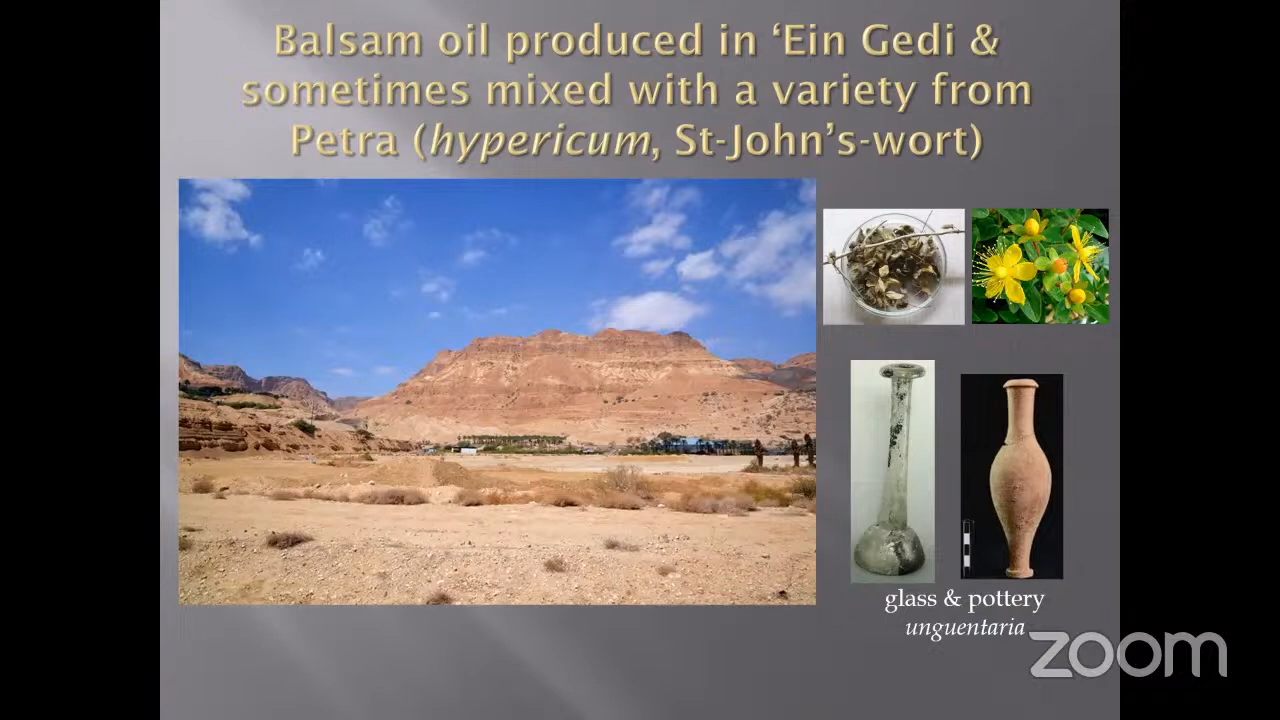 Balsam oil produced in ‘Ein Gedi &
sometimes mixed with a variety from
Petra (hypericum, St-John’s-wort)
glass & pottery
unguentaria
zoom